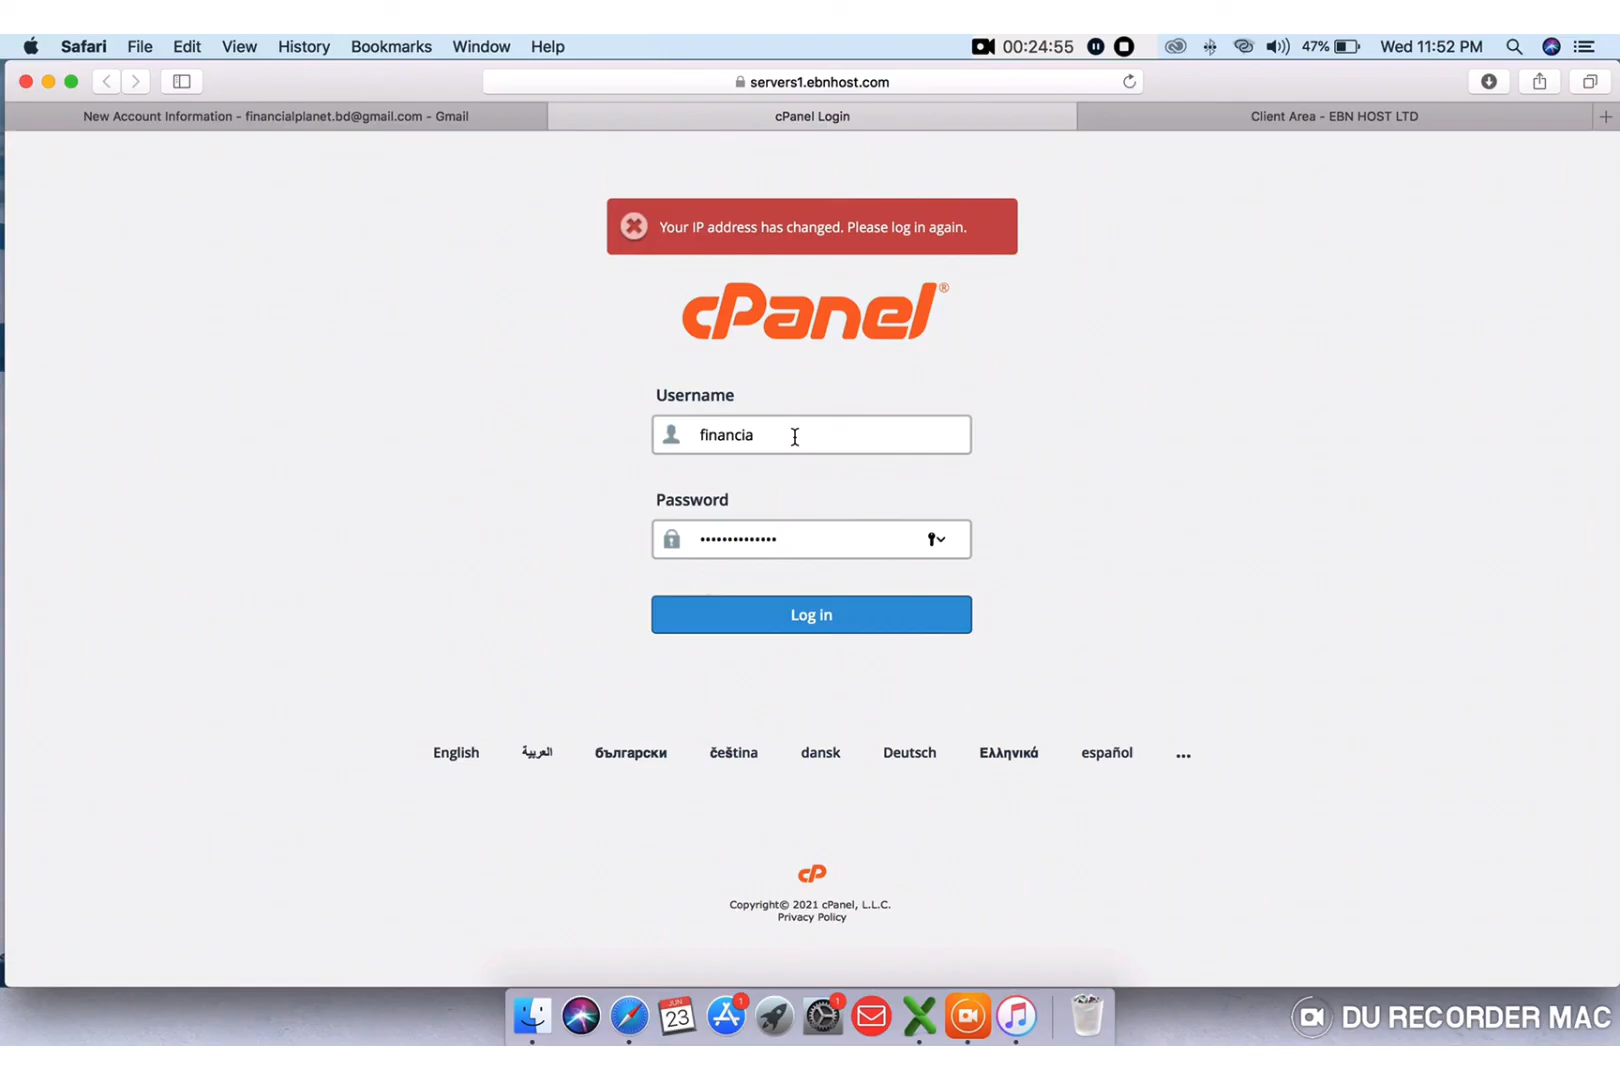 Safari File Edit View History Bookmarks Window Help 00:24:55 47% Wed 11:52 PM
servers1.ebnhost.com
New Account Information - financialplanet.bd@gmail.com - Gmail cPanel Login Client Area - EBN HOST LTD
Your IP address has changed. Please log in again.
cPanel®
Username
financia
Password
••••••••••••••
Log in
English العربية български čeština dansk Deutsch Ελληνικά español ...
cP
Copyright© 2021 cPanel, L.L.C.
Privacy Policy
JUN
23
1
1
DU RECORDER MAC